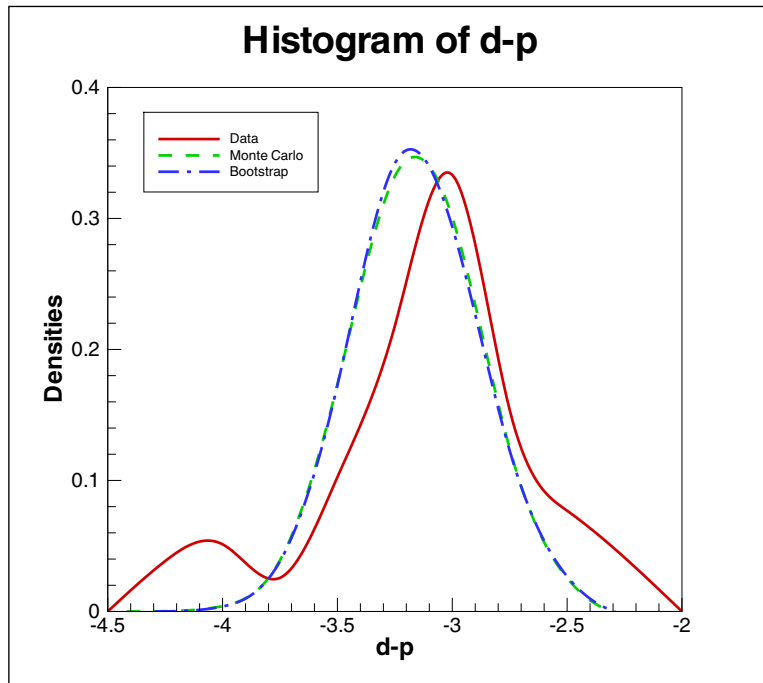 Histogram of d-p
0.4
Data
Monte Carlo
Bootstrap
0.3
0.2
0.1
0
Densities
-4.5
-4
-3.5
-3
-2.5
-2
d-p